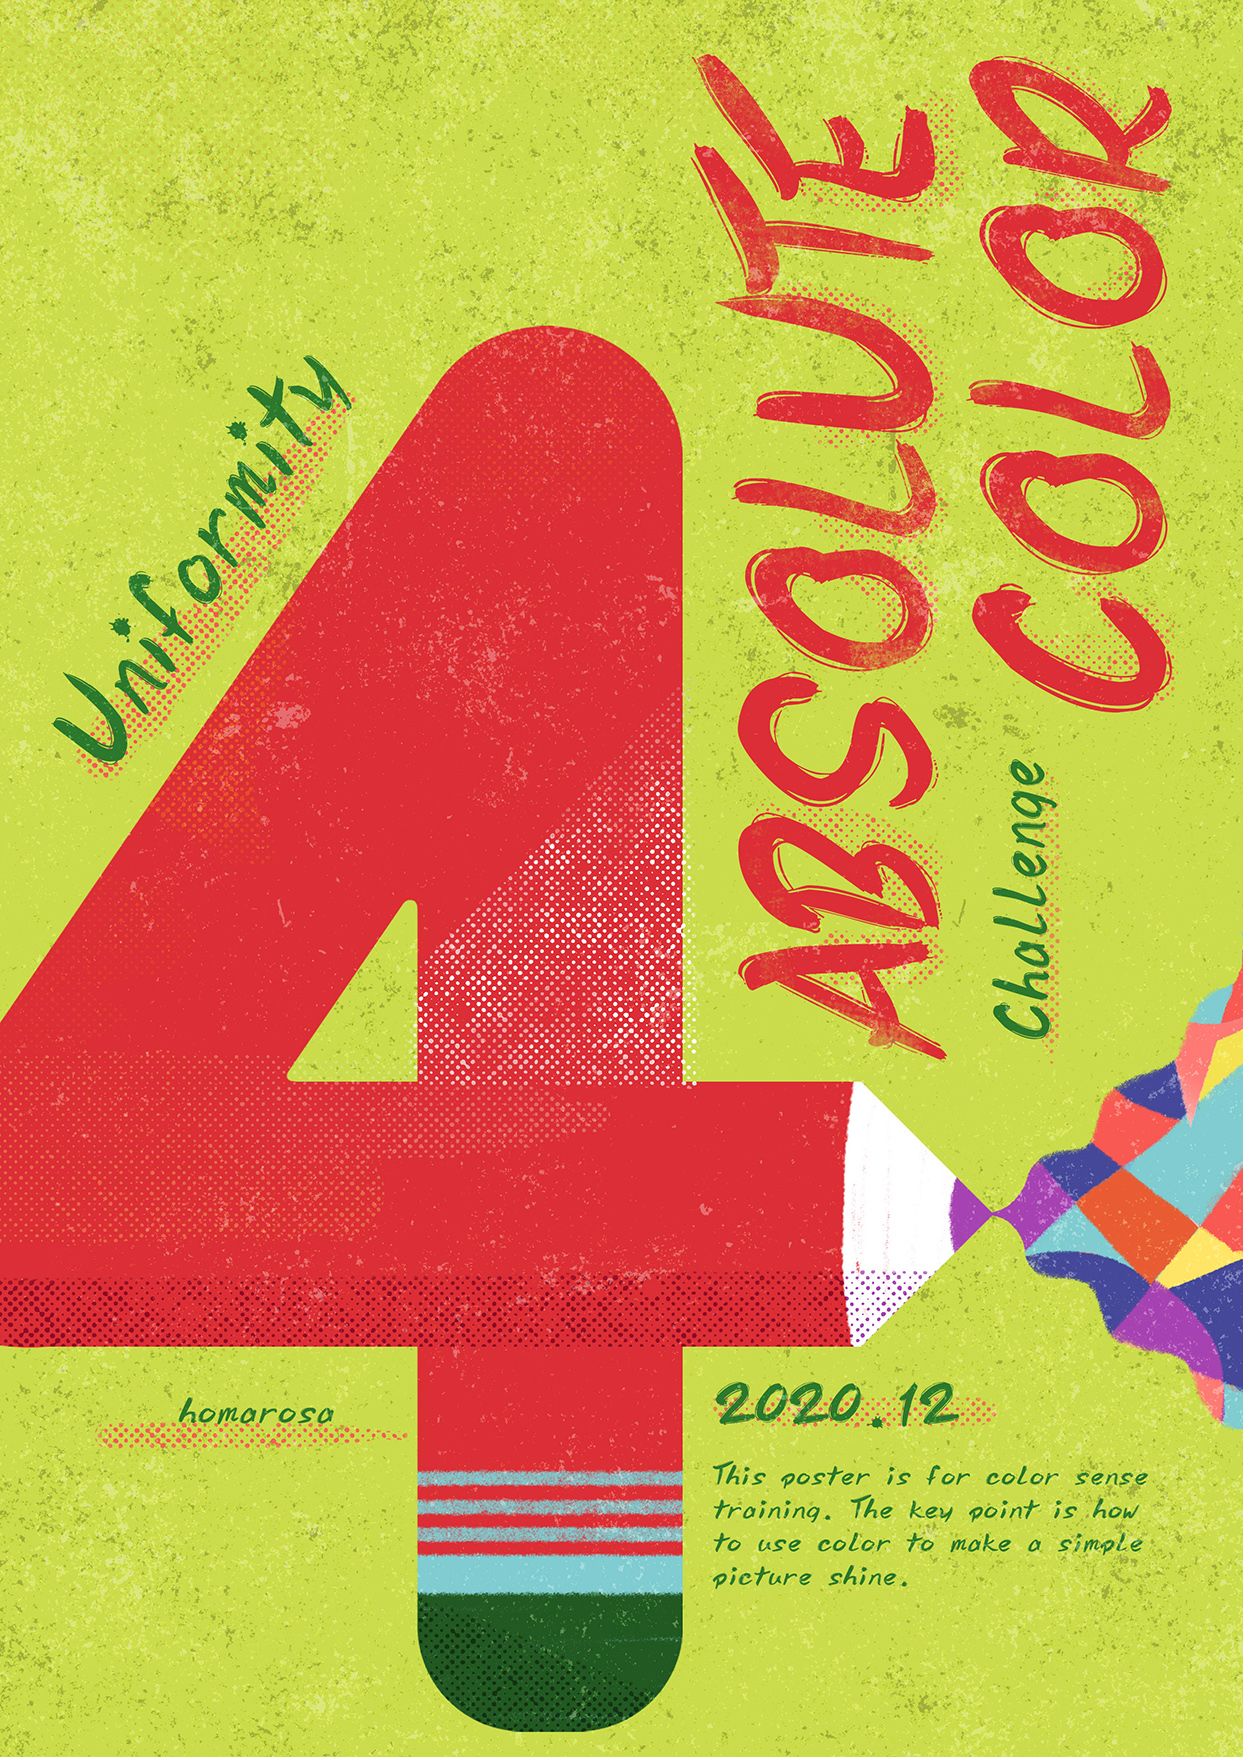 ABSOLUTE
COLOR
Uniformity
Challenge
4
homarosa
2020.12
This poster is for color sense
training. The key point is how
to use color to make a simple
picture shine.